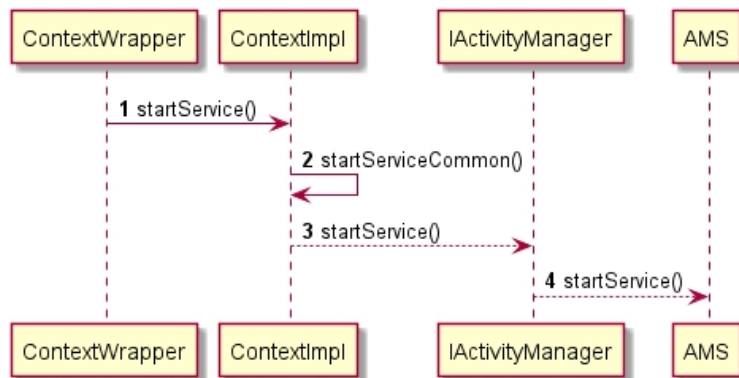 ContextWrapper ContextImpl IActivityManager AMS
1 startService()
2 startServiceCommon()
3 startService()
4 startService()
ContextWrapper ContextImpl IActivityManager AMS